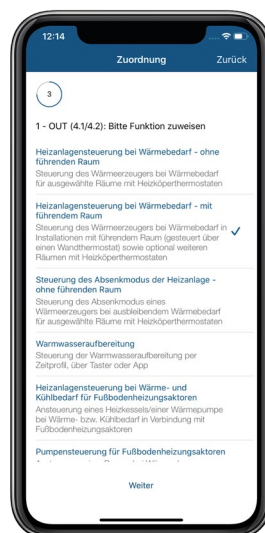 12:14
Zuordnung Zurück
3
1 - OUT (4.1/4.2): Bitte Funktion zuweisen
Heizanlagensteuerung bei Wärmebedarf - ohne
führenden Raum
Steuerung des Wärmeerzeugers bei Wärmebedarf
für ausgewählte Räume mit Heizköperthermostaten
Heizanlagensteuerung bei Wärmebedarf - mit
führendem Raum
Steuerung des Wärmeerzeugers bei Wärmebedarf in
Installationen mit führendem Raum (gesteuert über
einen Wandthermostat) sowie optional weiteren
Räumen mit Heizköperthermostaten
Steuerung des Absenkmodus der Heizanlage -
ohne führenden Raum
Steuerung des Absenkmodus eines
Wärmeerzeugers bei ausbleibendem Wärmebedarf
für ausgewählte Räume mit Heizköperthermostaten
Warmwasseraufbereitung
Steuerung der Warmwasseraufbereitung per
Zeitprofil, über Taster oder App
Heizanlagensteuerung bei Wärme- und
Kühlbedarf für Fußbodenheizungsaktoren
Ansteuerung eines Heizkessels/einer Wärmepumpe
bei Wärme- bzw. Kühlbedarf in Verbindung mit
Fußbodenheizungsaktoren
Pumpensteuerung für Fußbodenheizungsaktoren
Weiter